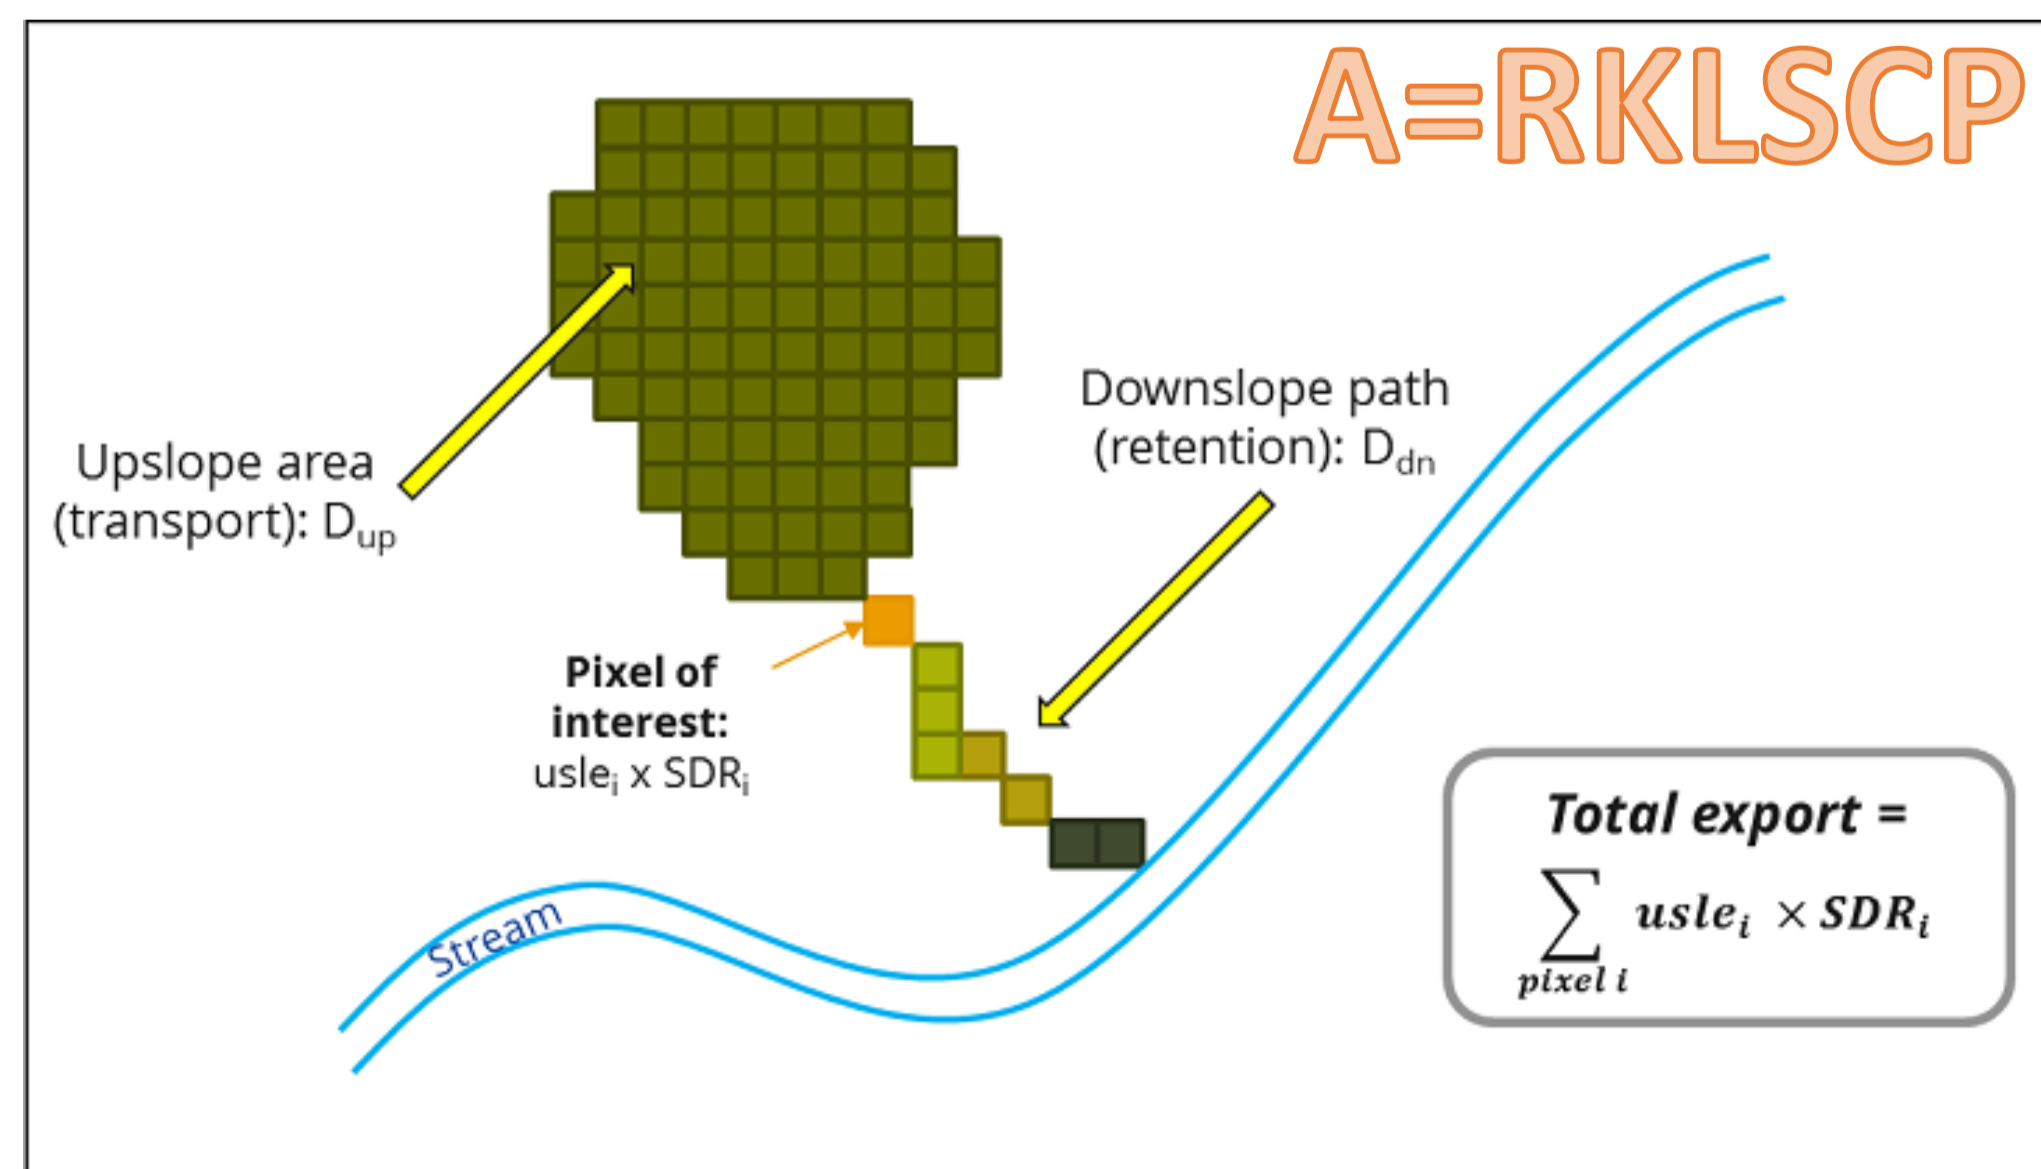 A=RKLSCP
Upslope area
(transport): Dup
Downslope path
(retention): Ddn
Pixel of
interest:
uslei x SDRi
Stream
Total export =
∑ uslei × SDRi
pixel i